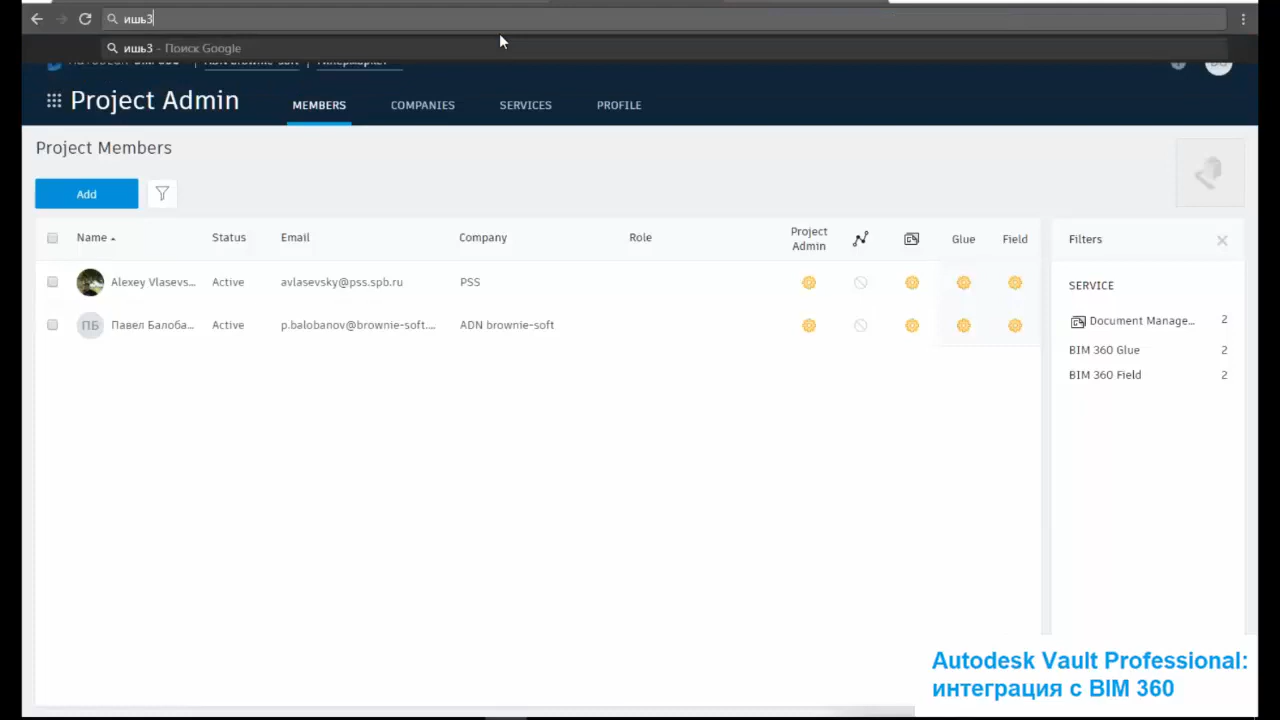 ишь3
ишь3 - Поиск Google
Project Admin
MEMBERS
COMPANIES
SERVICES
PROFILE
Project Members
Add
Name
Status
Email
Company
Role
Project
Admin
Glue
Field
Filters
Alexey Vlasevs...
Active
avlasevsky@pss.spb.ru
PSS
SERVICE
ПБ
Павел Балоба...
Active
p.balobanov@brownie-soft....
ADN brownie-soft
Document Manage...
2
BIM 360 Glue
2
BIM 360 Field
2
Autodesk Vault Professional:
интеграция с BIM 360